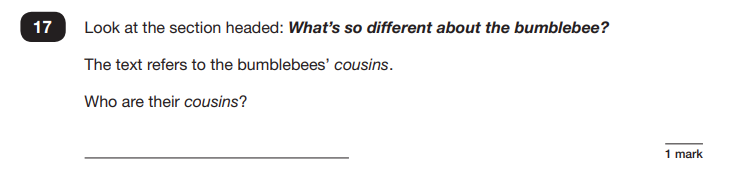 17 Look at the section headed: What’s so different about the bumblebee?
The text refers to the bumblebees’ cousins.
Who are their cousins?
1 mark